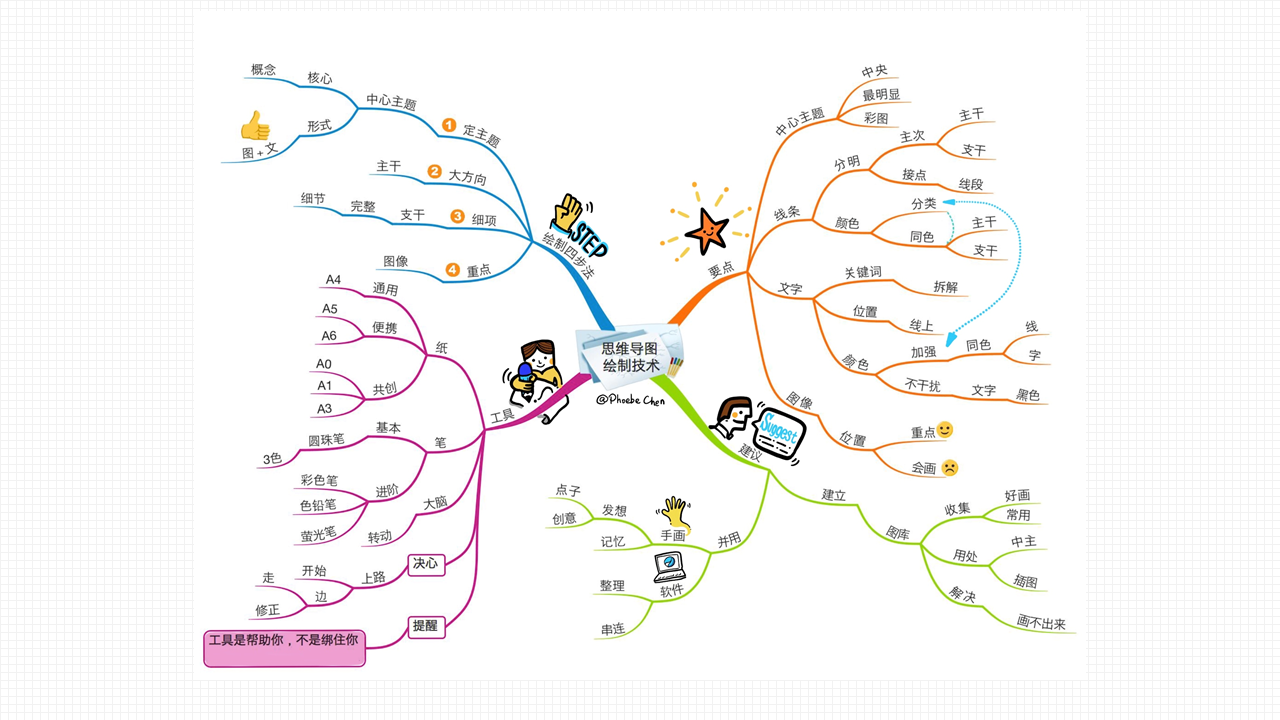 思维导图
绘制技术
@Phoebe Chen
STEP
绘制四步法
1 定主题
中心主题
核心
概念
形式
图+文
2 大方向
主干
3 细项
支干
完整
细节
4 重点
图像
要点
中心主题
中央
最明显
彩图
线条
分明
主次
主干
支干
接点
线段
颜色
分类
同色
主干
支干
文字
关键词
拆解
位置
线上
颜色
加强
同色
线
字
不干扰
文字
黑色
图像
位置
重点
会画
Suggest
建议
建立
图库
收集
好画
常用
用处
中主
插图
解决
画不出来
并用
手画
发想
点子
创意
记忆
软件
整理
串连
工具
纸
通用
A4
便携
A5
A6
共创
A0
A1
A3
笔
基本
圆珠笔
3色
进阶
彩色笔
色铅笔
萤光笔
大脑
转动
决心
上路
开始
边
走
修正
提醒
工具是帮助你，不是绑住你